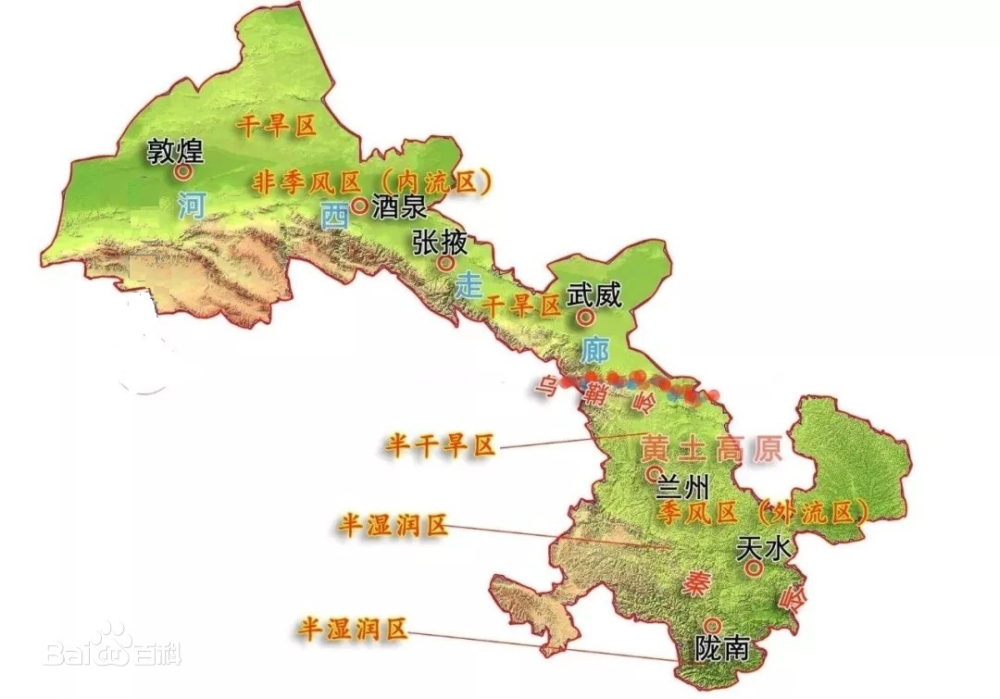 干旱区
敦煌
非季风区（内流区）
河
西
酒泉
张掖
走
干旱区
武威
廊
乌鞘岭
半干旱区
黄土高原
兰州
季风区（外流区）
半湿润区
天水
秦岭
半湿润区
陇南
Bai百科